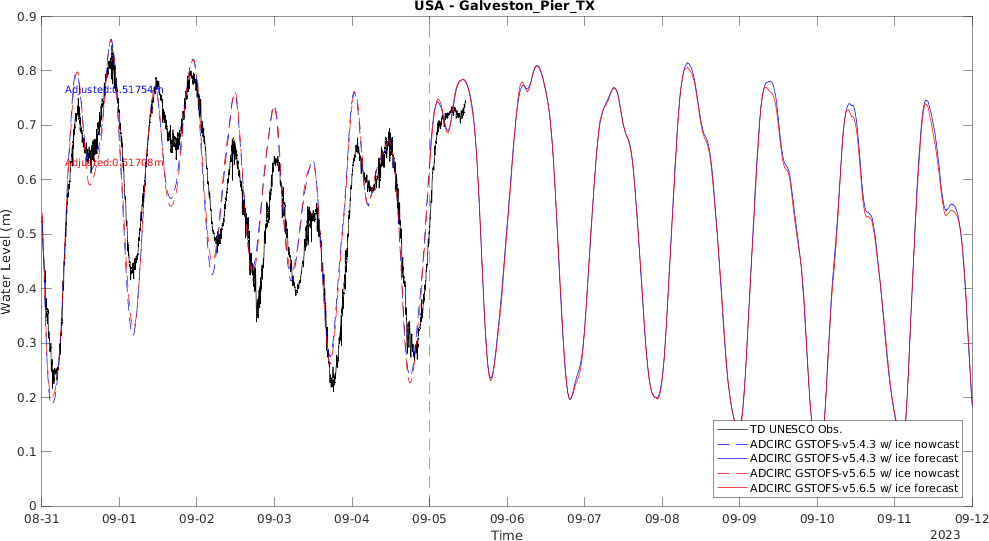 USA - Galveston_Pier_TX
0.9
0.8
0.7
0.6
0.5
0.4
0.3
0.2
0.1
0
Water Level (m)
Adjusted:0.51754m
Adjusted:0.51708m
TD UNESCO Obs.
ADCIRC GSTOFS-v5.4.3 w/ ice nowcast
ADCIRC GSTOFS-v5.4.3 w/ ice forecast
ADCIRC GSTOFS-v5.6.5 w/ ice nowcast
ADCIRC GSTOFS-v5.6.5 w/ ice forecast
08-31 09-01 09-02 09-03 09-04 09-05 09-06 09-07 09-08 09-09 09-10 09-11 09-12
Time
2023